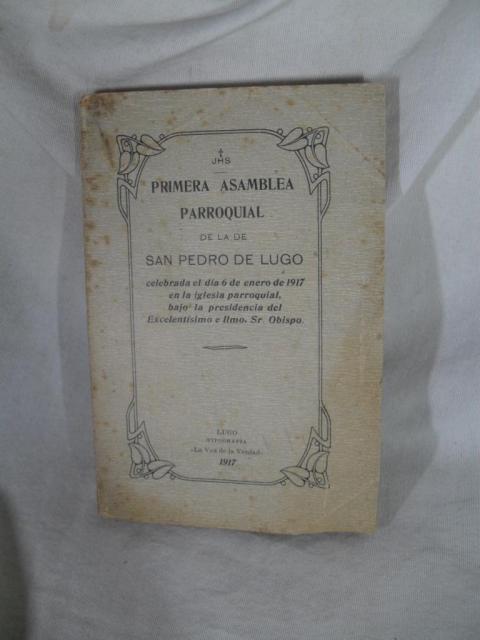 JHS
PRIMERA ASAMBLEA
PARROQUIAL
DE LA DE
SAN PEDRO DE LUGO
celebrada el día 6 de enero de 1917
en la iglesia parroquial,
bajo la presidencia del
Excelentísimo e Ilmo. Sr. Obispo.
LUGO
TIPOGRAFÍA
«La Voz de la Verdad»
1917